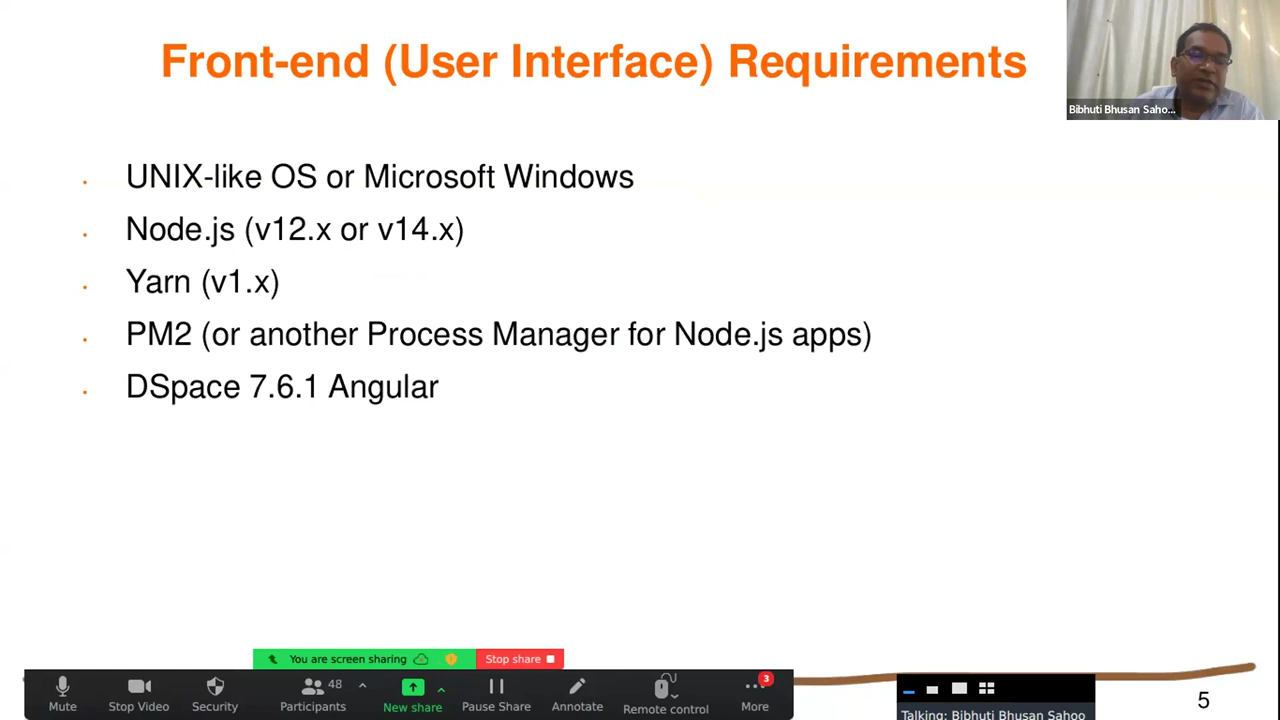 Front-end (User Interface) Requirements
Bibhuti Bhusan Saho...
UNIX-like OS or Microsoft Windows
Node.js (v12.x or v14.x)
Yarn (v1.x)
PM2 (or another Process Manager for Node.js apps)
DSpace 7.6.1 Angular
You are screen sharing
Stop share
Mute
Stop Video
Security
Participants
48
New share
Pause Share
Annotate
Remote control
More
3
Talking: Bibhuti Bhusan Sahoo
5